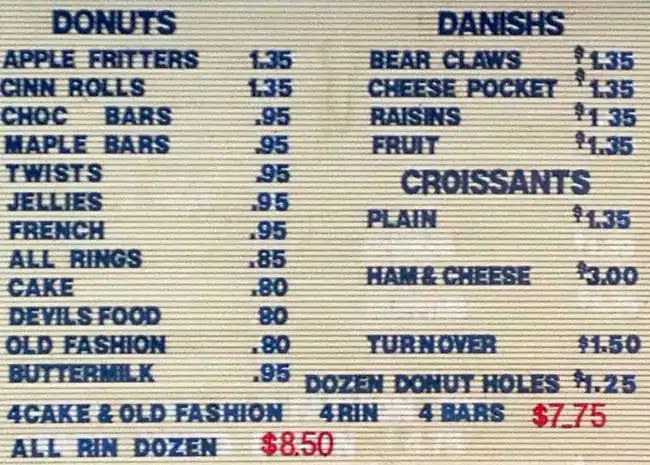 DONUTS
APPLE FRITTERS 1.35
CINN ROLLS 1.35
CHOC BARS .95
MAPLE BARS .95
TWISTS .95
JELLIES .95
FRENCH .95
ALL RINGS .85
CAKE .80
DEVILS FOOD 80
OLD FASHION .80
BUTTERMILK .95
DANISHS
BEAR CLAWS $1.35
CHEESE POCKET $1.35
RAISINS $1 35
FRUIT $1.35
CROISSANTS
PLAIN $1.35
HAM & CHEESE $3.00
TURNOVER $1.50
DOZEN DONUT HOLES $1.25
4CAKE & OLD FASHION 4RIN 4 BARS $7.75
ALL RIN DOZEN $8.50